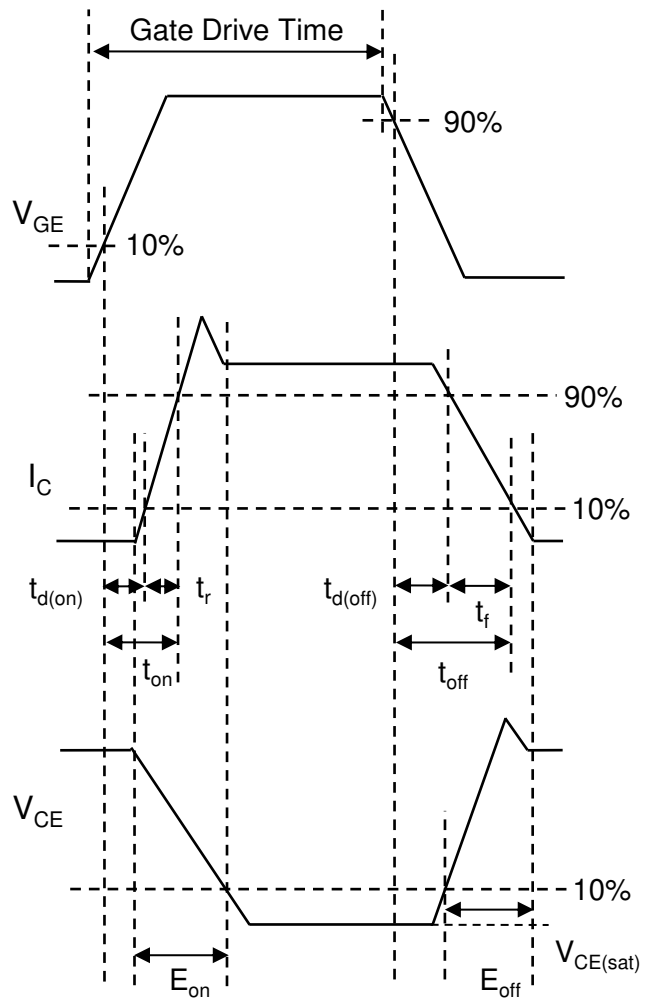 Gate Drive Time
90%
V_GE
10%
90%
I_C
10%
t_d(on)
t_r
t_d(off)
t_f
t_on
t_off
V_CE
10%
V_CE(sat)
E_on
E_off